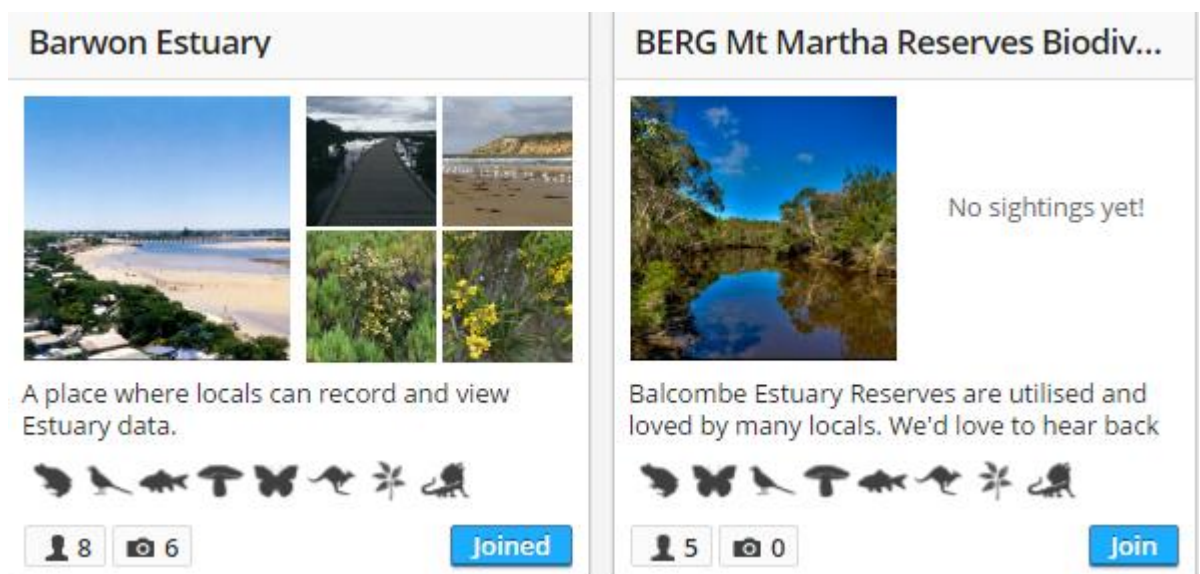 Barwon Estuary
A place where locals can record and view
Estuary data.
8
6
Joined
BERG Mt Martha Reserves Biodiv...
No sightings yet!
Balcombe Estuary Reserves are utilised and
loved by many locals. We'd love to hear back
5
0
Join